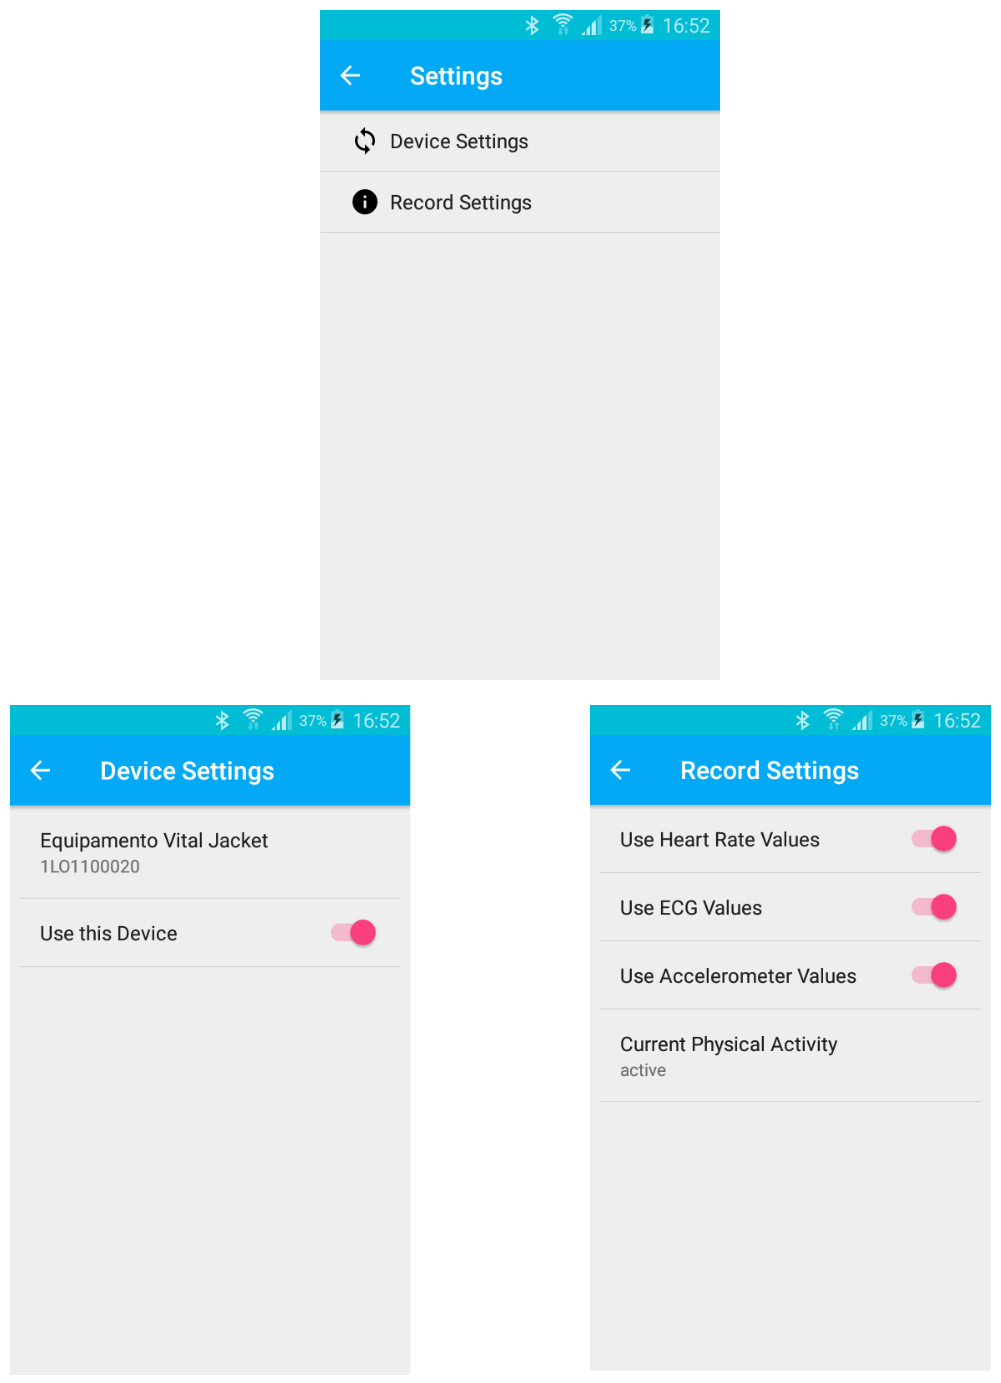 37% 16:52
Settings
Device Settings
Record Settings
37% 16:52
Device Settings
Equipamento Vital Jacket
1LO1100020
Use this Device
37% 16:52
Record Settings
Use Heart Rate Values
Use ECG Values
Use Accelerometer Values
Current Physical Activity
active